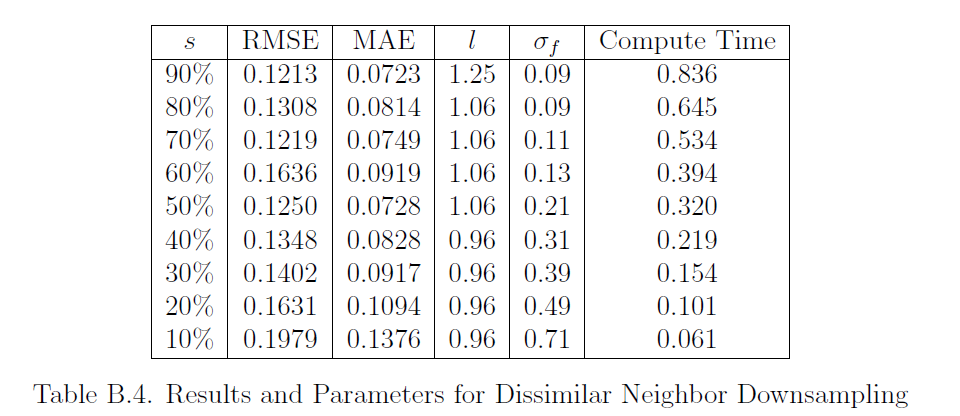 s RMSE MAE l σf Compute Time
90% 0.1213 0.0723 1.25 0.09 0.836
80% 0.1308 0.0814 1.06 0.09 0.645
70% 0.1219 0.0749 1.06 0.11 0.534
60% 0.1636 0.0919 1.06 0.13 0.394
50% 0.1250 0.0728 1.06 0.21 0.320
40% 0.1348 0.0828 0.96 0.31 0.219
30% 0.1402 0.0917 0.96 0.39 0.154
20% 0.1631 0.1094 0.96 0.49 0.101
10% 0.1979 0.1376 0.96 0.71 0.061
Table B.4. Results and Parameters for Dissimilar Neighbor Downsampling